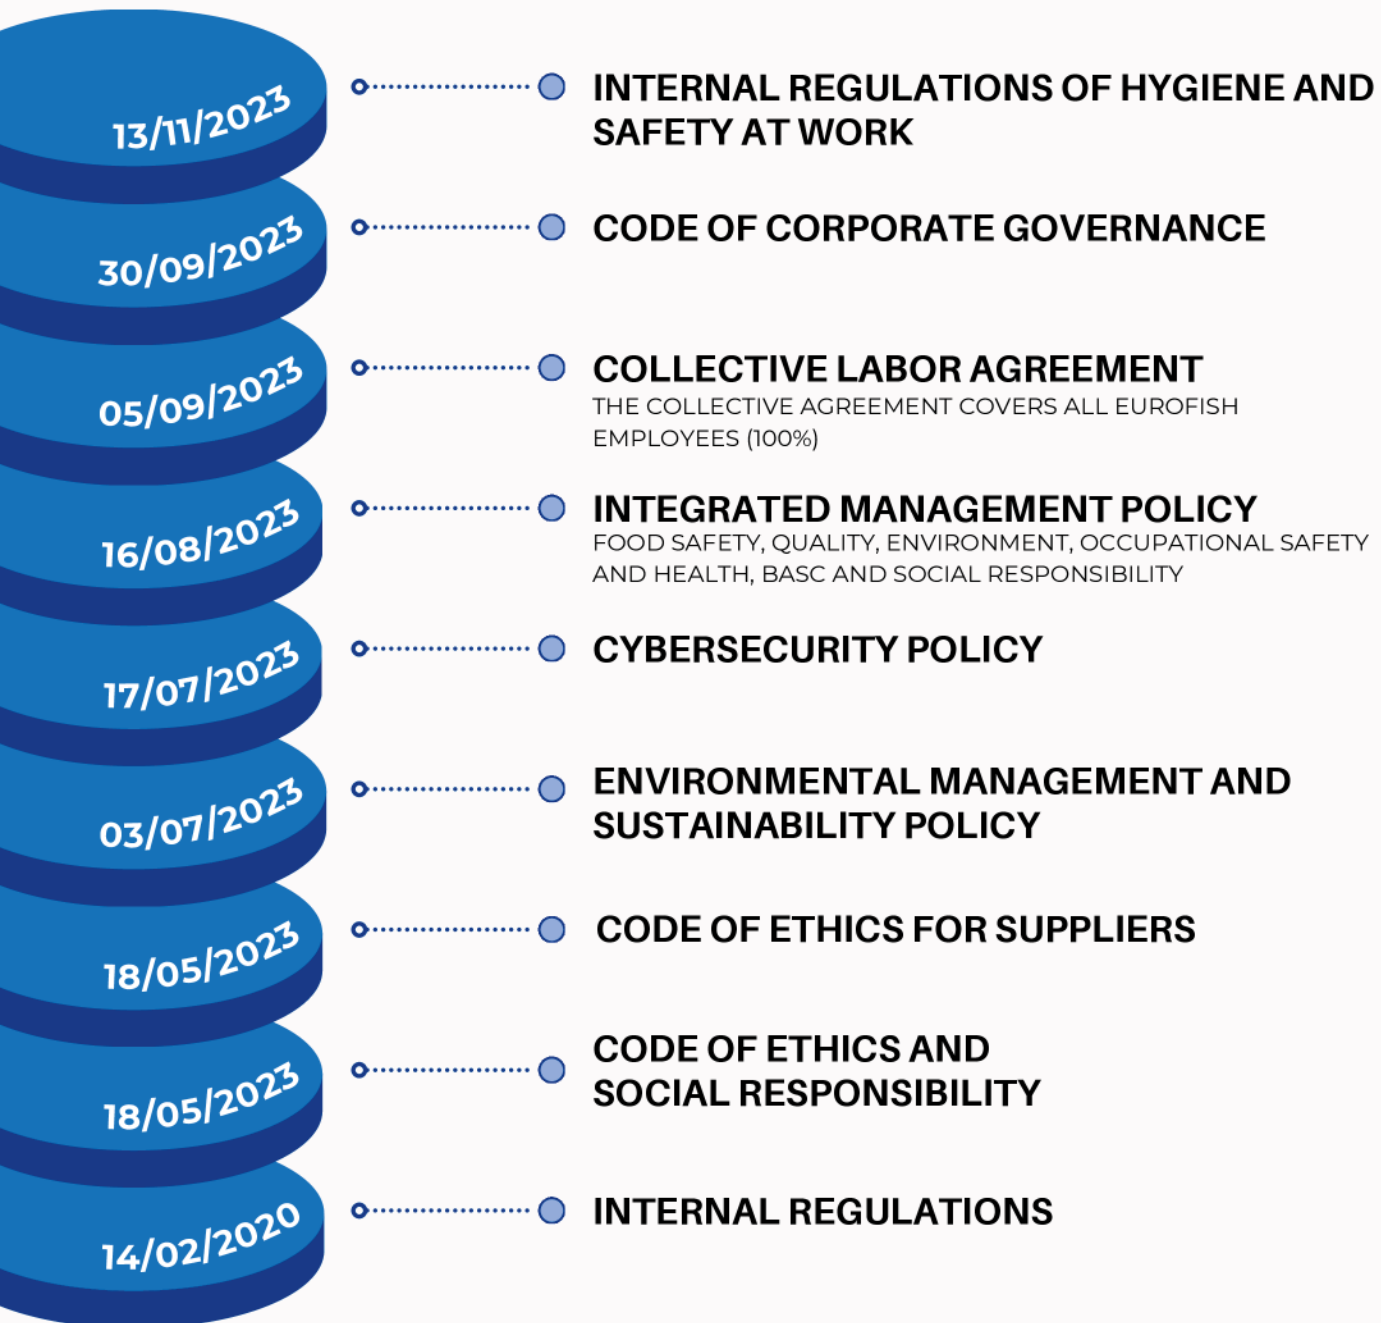 13/11/2023
INTERNAL REGULATIONS OF HYGIENE AND
SAFETY AT WORK
30/09/2023
CODE OF CORPORATE GOVERNANCE
05/09/2023
COLLECTIVE LABOR AGREEMENT
THE COLLECTIVE AGREEMENT COVERS ALL EUROFISH
EMPLOYEES (100%)
16/08/2023
INTEGRATED MANAGEMENT POLICY
FOOD SAFETY, QUALITY, ENVIRONMENT, OCCUPATIONAL SAFETY
AND HEALTH, BASC AND SOCIAL RESPONSIBILITY
17/07/2023
CYBERSECURITY POLICY
03/07/2023
ENVIRONMENTAL MANAGEMENT AND
SUSTAINABILITY POLICY
18/05/2023
CODE OF ETHICS FOR SUPPLIERS
18/05/2023
CODE OF ETHICS AND
SOCIAL RESPONSIBILITY
14/02/2020
INTERNAL REGULATIONS